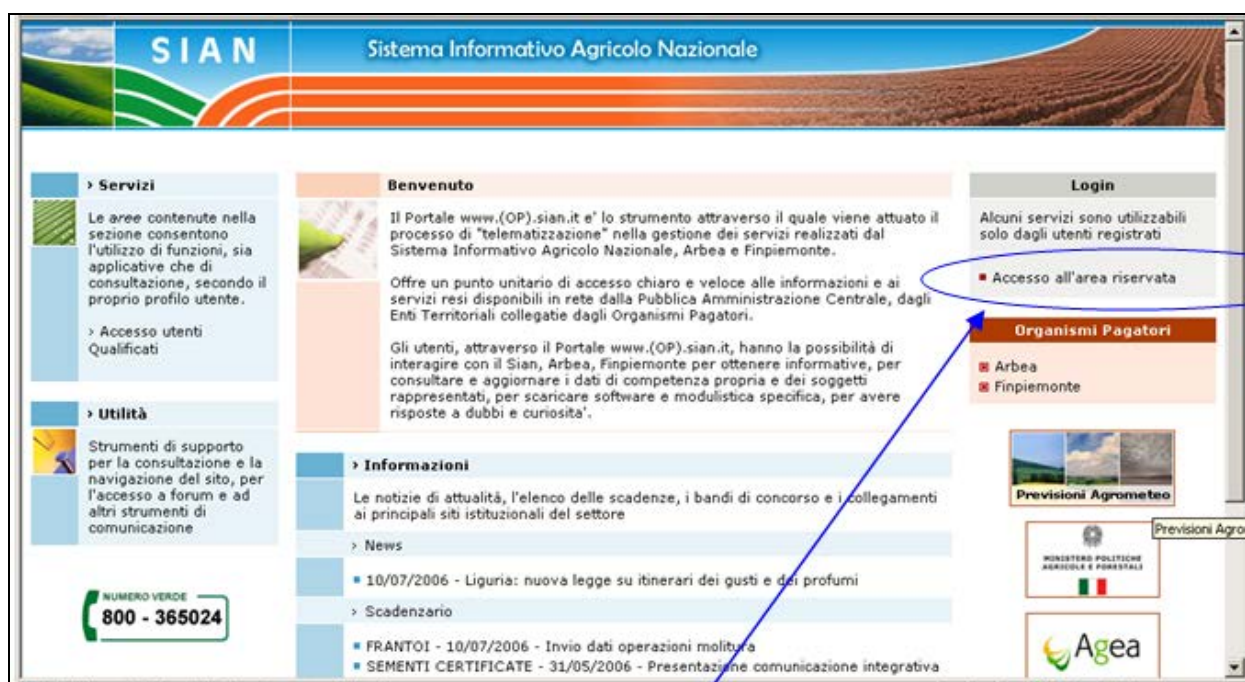 SIAN
Sistema Informativo Agricolo Nazionale
› Servizi
Le aree contenute nella
sezione consentono
l'utilizzo di funzioni, sia
applicative che di
consultazione, secondo il
proprio profilo utente.
› Accesso utenti
Qualificati
› Utilità
Strumenti di supporto
per la consultazione e la
navigazione del sito, per
l'accesso a forum e ad
altri strumenti di
comunicazione
NUMERO VERDE
800 - 365024
Benvenuto
Il Portale www.(OP).sian.it e' lo strumento attraverso il quale viene attuato il
processo di "telematizzazione" nella gestione dei servizi realizzati dal
Sistema Informativo Agricolo Nazionale, Arbea e Finpiemonte.
Offre un punto unitario di accesso chiaro e veloce alle informazioni e ai
servizi resi disponibili in rete dalla Pubblica Amministrazione Centrale, dagli
Enti Territoriali collegatie dagli Organismi Pagatori.
Gli utenti, attraverso il Portale www.(OP).sian.it, hanno la possibilità di
interagire con il Sian, Arbea, Finpiemonte per ottenere informative, per
consultare e aggiornare i dati di competenza propria e dei soggetti
rappresentati, per scaricare software e modulistica specifica, per avere
risposte a dubbi e curiosita'.
› Informazioni
Le notizie di attualità, l'elenco delle scadenze, i bandi di concorso e i collegamenti
ai principali siti istituzionali del settore
› News
10/07/2006 - Liguria: nuova legge su itinerari dei gusti e dei profumi
› Scadenzario
FRANTOI - 10/07/2006 - Invio dati operazioni molitura
SEMENTI CERTIFICATE - 31/05/2006 - Presentazione comunicazione integrativa
Login
Alcuni servizi sono utilizzabili
solo dagli utenti registrati
Accesso all'area riservata
Organismi Pagatori
Arbea
Finpiemonte
Previsioni Agrometeo
Previsioni Agro
MINISTERO POLITICHE
AGRICOLE E FORESTALI
Agea